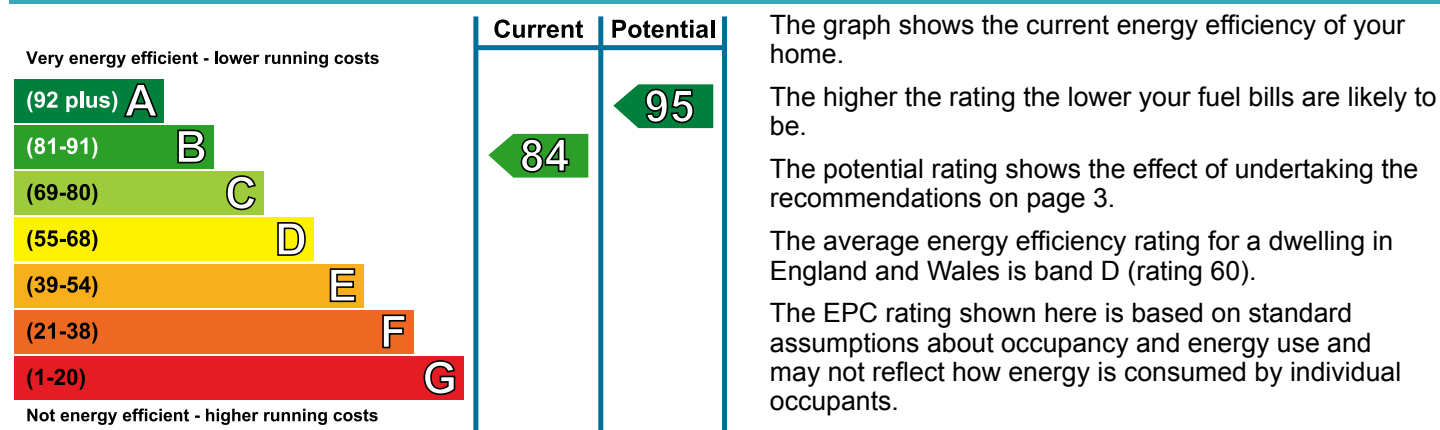 Current Potential
Very energy efficient - lower running costs
(92 plus) A
95
(81-91) B
84
(69-80) C
(55-68) D
(39-54) E
(21-38) F
(1-20) G
Not energy efficient - higher running costs
The graph shows the current energy efficiency of your
home.
The higher the rating the lower your fuel bills are likely to
be.
The potential rating shows the effect of undertaking the
recommendations on page 3.
The average energy efficiency rating for a dwelling in
England and Wales is band D (rating 60).
The EPC rating shown here is based on standard
assumptions about occupancy and energy use and
may not reflect how energy is consumed by individual
occupants.